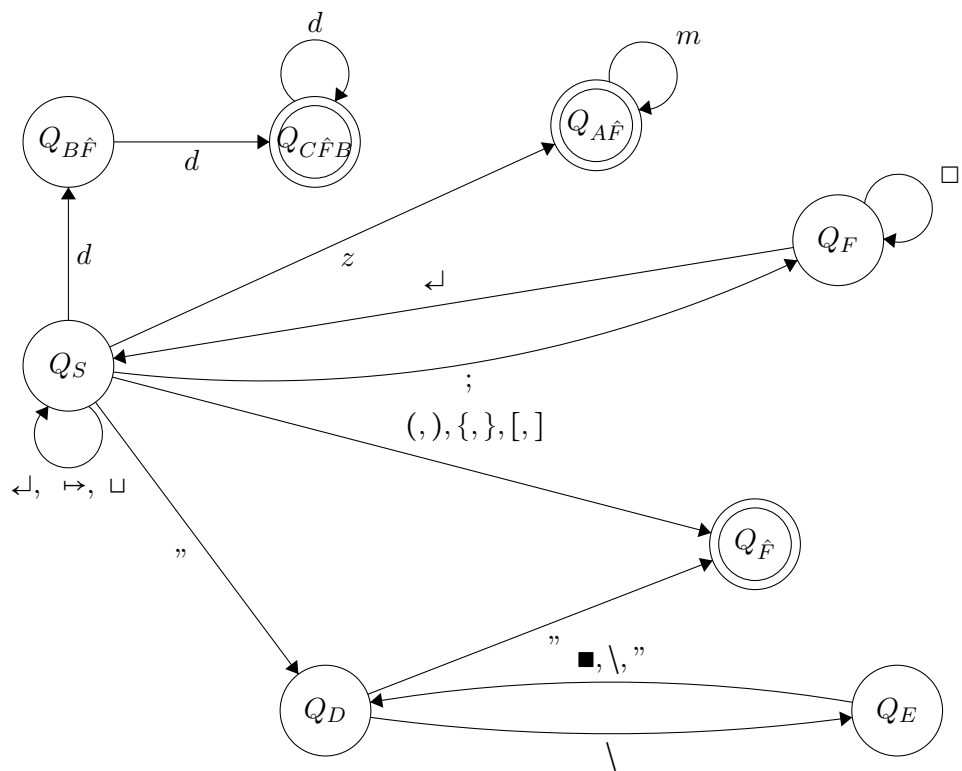 d
m
Q_{A\hat{F}}
Q_{B\hat{F}}
Q_{C\hat{F}B}
d
□
Q_F
d
z
↵
Q_S
;
(, ), {, }, [, ]
↵, ↦, ⊔
Q_{\hat{F}}
”
”
■, \, ”
Q_D
Q_E
\